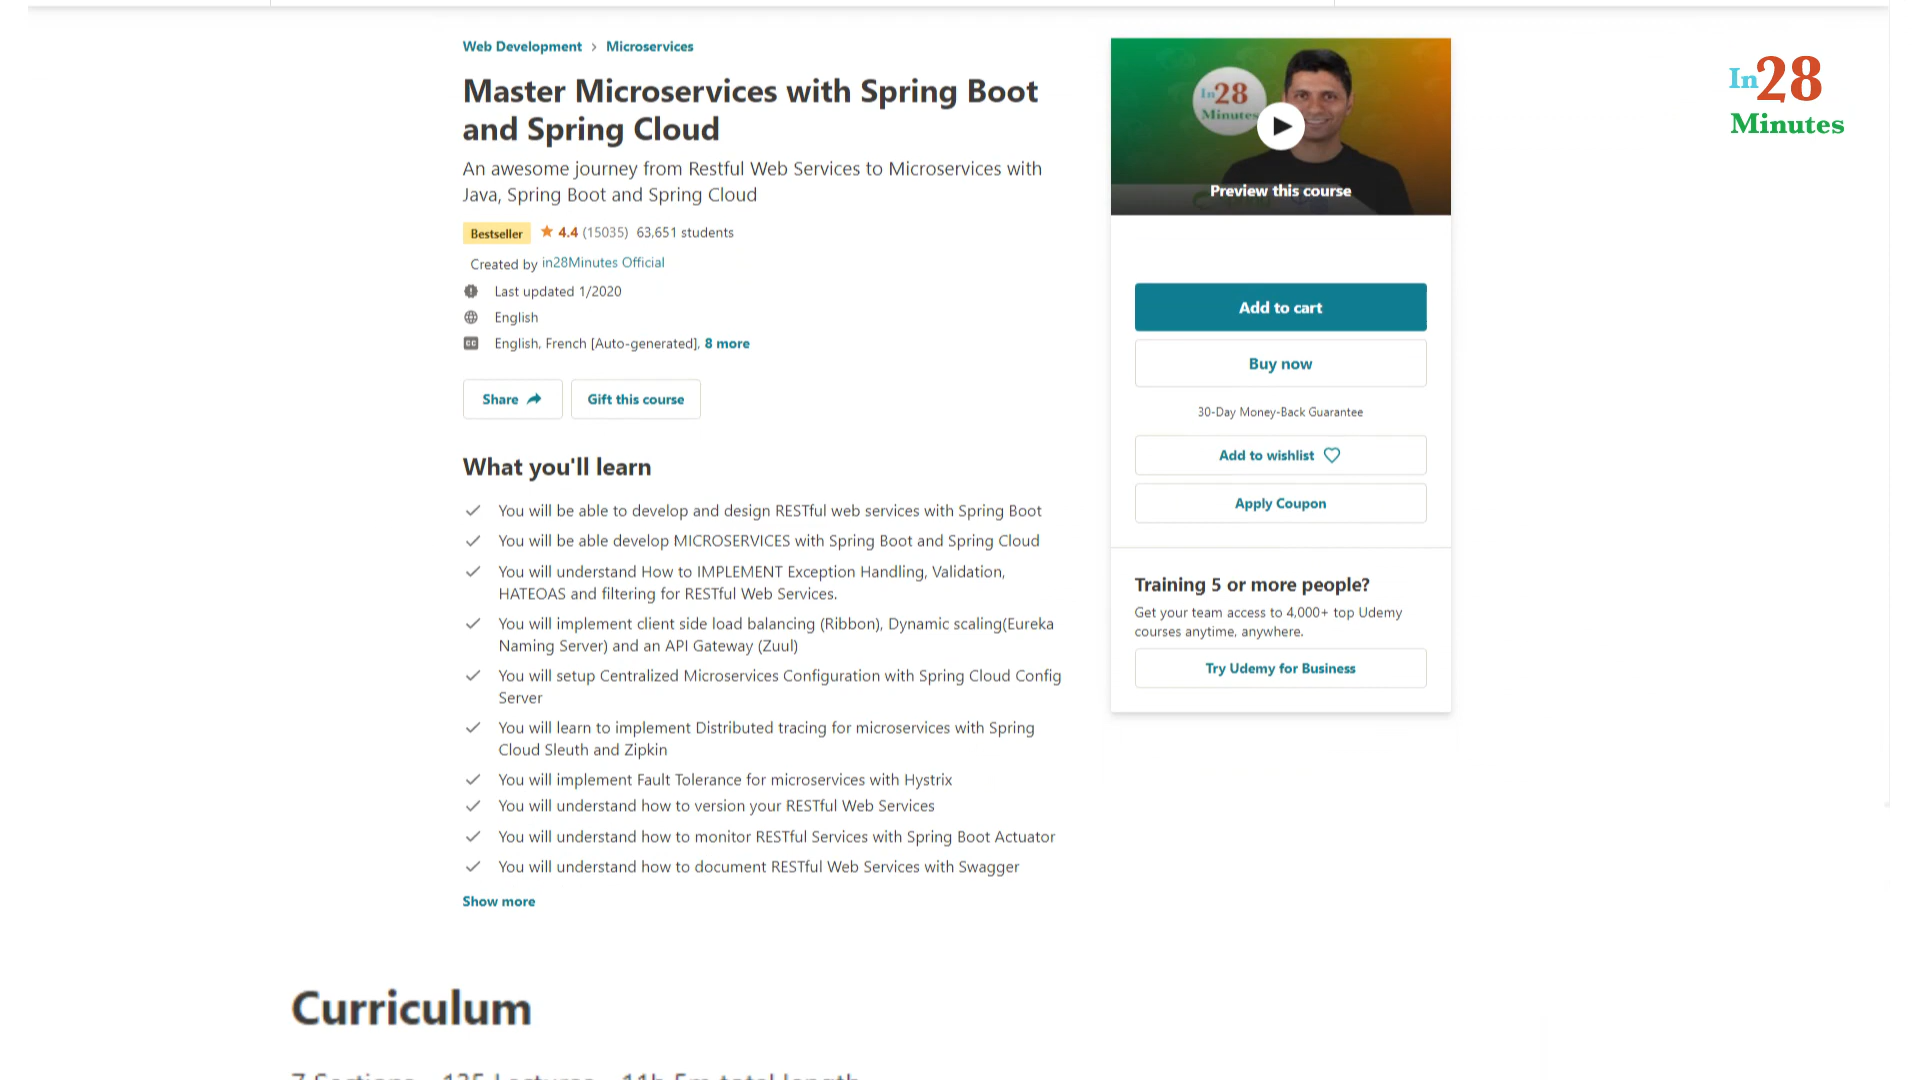 Web Development > Microservices
Master Microservices with Spring Boot
and Spring Cloud
An awesome journey from Restful Web Services to Microservices with
Java, Spring Boot and Spring Cloud
Bestseller 4.4 (15035) 63,651 students
Created by in28Minutes Official
Last updated 1/2020
English
CC English, French [Auto-generated], 8 more
Share
Gift this course
What you'll learn
You will be able to develop and design RESTful web services with Spring Boot
You will be able develop MICROSERVICES with Spring Boot and Spring Cloud
You will understand How to IMPLEMENT Exception Handling, Validation,
HATEOAS and filtering for RESTful Web Services.
You will implement client side load balancing (Ribbon), Dynamic scaling(Eureka
Naming Server) and an API Gateway (Zuul)
You will setup Centralized Microservices Configuration with Spring Cloud Config
Server
You will learn to implement Distributed tracing for microservices with Spring
Cloud Sleuth and Zipkin
You will implement Fault Tolerance for microservices with Hystrix
You will understand how to version your RESTful Web Services
You will understand how to monitor RESTful Services with Spring Boot Actuator
You will understand how to document RESTful Web Services with Swagger
Show more
In28
Minutes
Preview this course
Add to cart
Buy now
30-Day Money-Back Guarantee
Add to wishlist
Apply Coupon
Training 5 or more people?
Get your team access to 4,000+ top Udemy
courses anytime, anywhere.
Try Udemy for Business
In28
Minutes
Curriculum